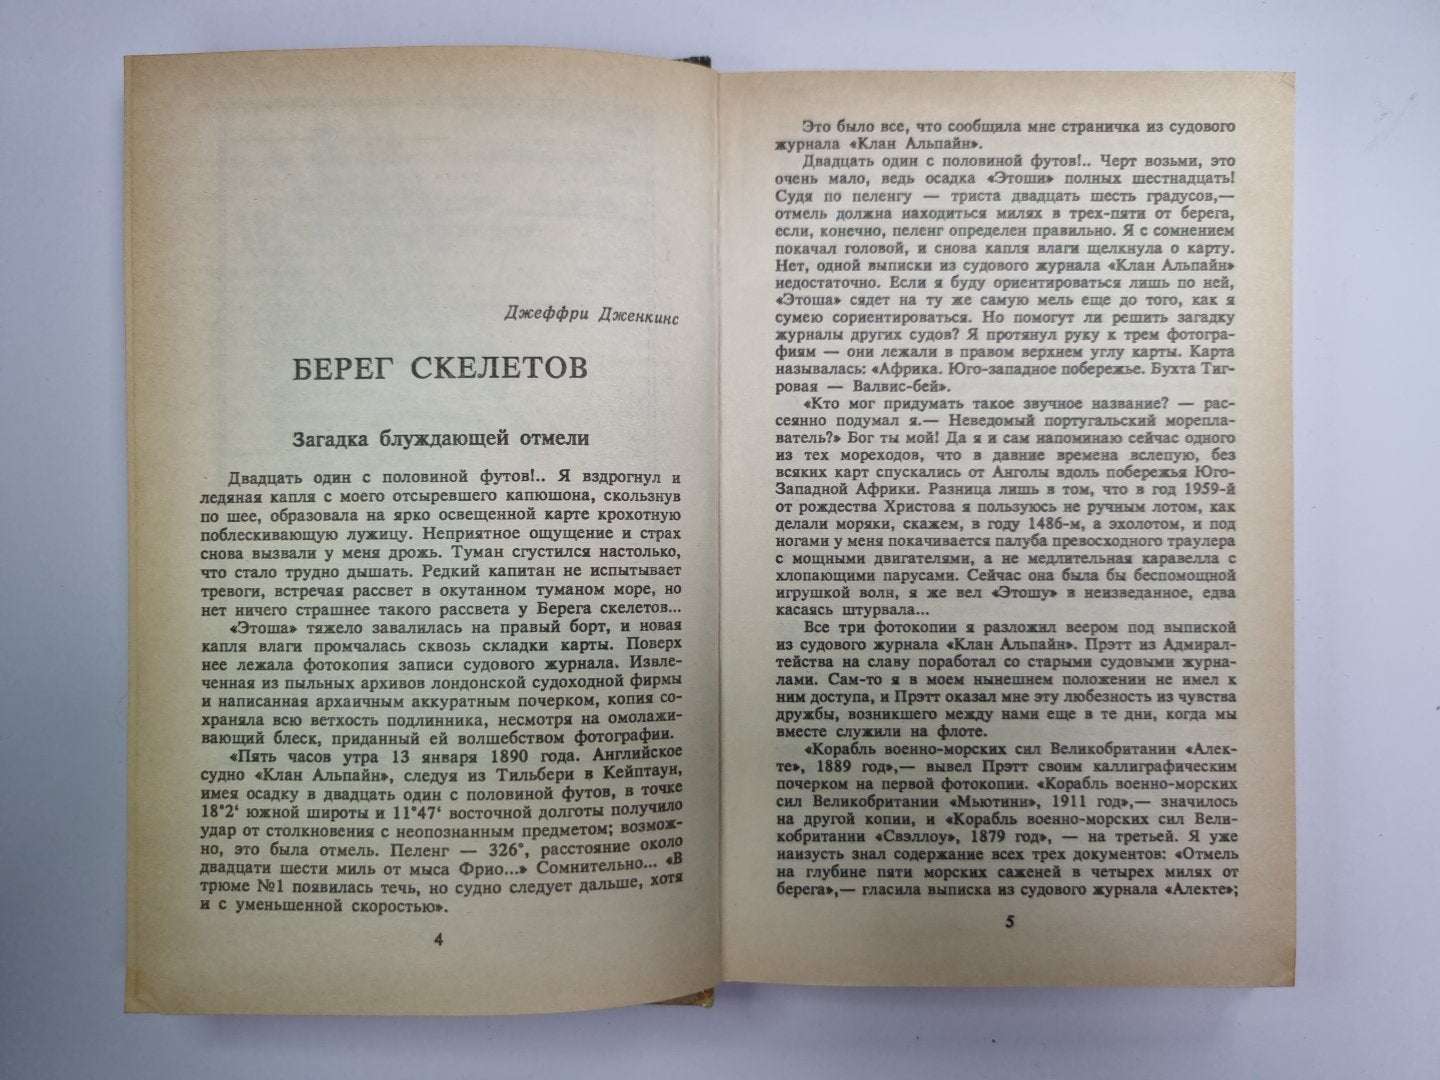 Джеффри Дженкинс
БЕРЕГ СКЕЛЕТОВ
Загадка блуждающей отмели
Двадцать один с половиной футов!.. Я вздрогнул и
ледяная капля с моего отсыревшего капюшона, скользнув
по шее, образовала на ярко освещенной карте крохотную
поблескивающую лужицу. Неприятное ощущение и страх
снова вызвали у меня дрожь. Туман сгустился настолько,
что стало трудно дышать. Редкий капитан не испытывает
тревоги, встречая рассвет в окутанном туманом море, но
нет ничего страшнее такого рассвета у Берега скелетов...
«Этоша» тяжело завалилась на правый борт, и новая
капля влаги промчалась сквозь складки карты. Поверх
нее лежала фотокопия записи судового журнала. Извле-
ченная из пыльных архивов лондонской судоходной фирмы
и написанная архаичным аккуратным почерком, копия со-
храняла всю ветхость подлинника, несмотря на омолажи-
вающий блеск, приданный ей волшебством фотографии.
«Пять часов утра 13 января 1890 года. Английское
судно «Клан Альпайн», следуя из Тильбери в Кейптаун,
имея осадку в двадцать один с половиной футов, в точке
18°2‘ южной широты и 11°47‘ восточной долготы получило
удар от столкновения с неопознанным предметом; возмож-
но, это была отмель. Пеленг — 326°, расстояние около
двадцати шести миль от мыса Фрио...» Сомнительно... «В
трюме №1 появилась течь, но судно следует дальше, хотя
и с уменьшенной скоростью».
4
Это было все, что сообщила мне страничка из судового
журнала «Клан Альпайн».
Двадцать один с половиной футов!.. Черт возьми, это
очень мало, ведь осадка «Этоши» полных шестнадцать!
Судя по пеленгу — триста двадцать шесть градусов,—
отмель должна находиться милях в трех-пяти от берега,
если, конечно, пеленг определен правильно. Я с сомнением
покачал головой, и снова капля влаги щелкнула о карту.
Нет, одной выписки из судового журнала «Клан Альпайн»
недостаточно. Если я буду ориентироваться лишь по ней,
«Этоша» сядет на ту же самую мель еще до того, как я
сумею сориентироваться. Но помогут ли решить загадку
журналы других судов? Я протянул руку к трем фотогра-
фиям — они лежали в правом верхнем углу карты. Карта
называлась: «Африка. Юго-западное побережье. Бухта Тиг-
ровая — Валвис-бей».
«Кто мог придумать такое звучное название? — рас-
сеянно подумал я.— Неведомый португальский морепла-
ватель?» Бог ты мой! Да я и сам напоминаю сейчас одного
из тех мореходов, что в давние времена вслепую, без
всяких карт спускались от Анголы вдоль побережья Юго-
Западной Африки. Разница лишь в том, что в год 1959-й
от рождества Христова я пользуюсь не ручным лотом, как
делали моряки, скажем, в году 1486-м, а эхолотом, и под
ногами у меня покачивается палуба превосходного траулера
с мощными двигателями, а не медлительная каравелла с
хлопающими парусами. Сейчас она была бы беспомощной
игрушкой волн, я же вел «Этошу» в неизведанное, едва
касаясь штурвала...
Все три фотокопии я разложил веером под выпиской
из судового журнала «Клан Альпайн». Прэтт из Адмирал-
тейства на славу поработал со старыми судовыми журна-
лами. Сам-то я в моем нынешнем положении не имел к
ним доступа, и Прэтт оказал мне эту любезность из чувства
дружбы, возникшего между нами еще в те дни, когда мы
вместе служили на флоте.
«Корабль военно-морских сил Великобритании «Алек-
те», 1889 год»,— вывел Прэтт своим каллиграфическим
почерком на первой фотокопии. «Корабль военно-морских
сил Великобритании «Мьютини», 1911 год»,— значилось
на другой копии, и «Корабль военно-морских сил Вели-
кобритании «Свэллоу», 1879 год», — на третьей. Я уже
наизусть знал содержание всех трех документов: «Отмель
на глубине пяти морских саженей в четырех милях от
берега»,— гласила выписка из судового журнала «Алекте»;
5